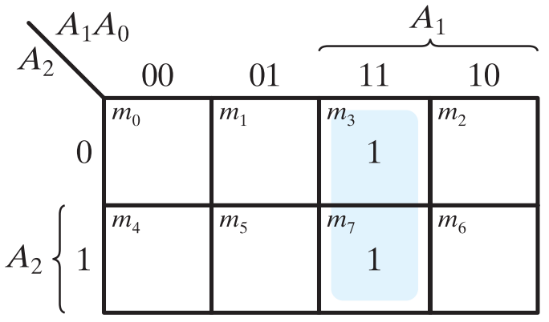 A₁A₀
A₁
A₂
00 01 11 10
m₀ m₁ m₃ m₂
0 1
m₄ m₅ m₇ m₆
A₂ 1 1